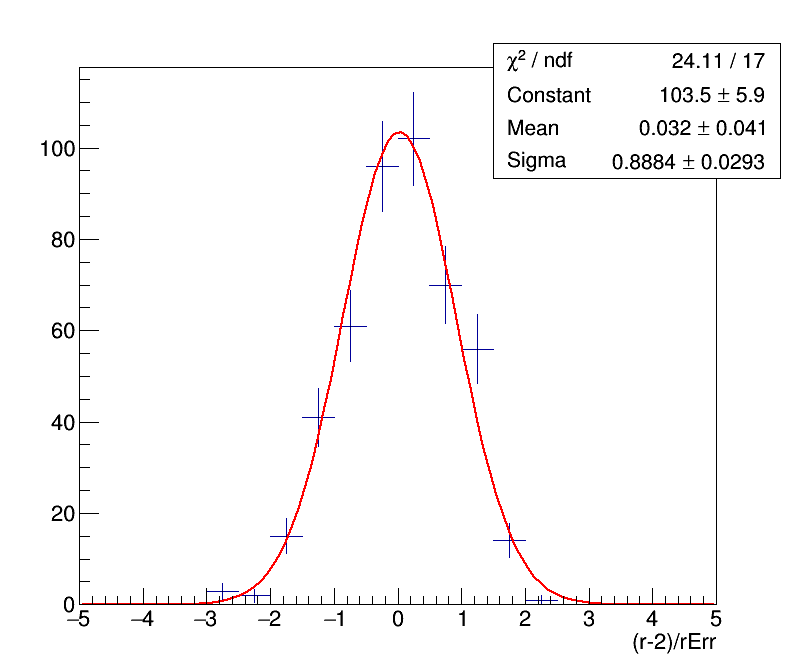 χ² / ndf 24.11 / 17
Constant 103.5 ± 5.9
Mean 0.032 ± 0.041
Sigma 0.8884 ± 0.0293
100
80
60
40
20
0
−5 −4 −3 −2 −1 0 1 2 3 4 5
(r-2)/rErr